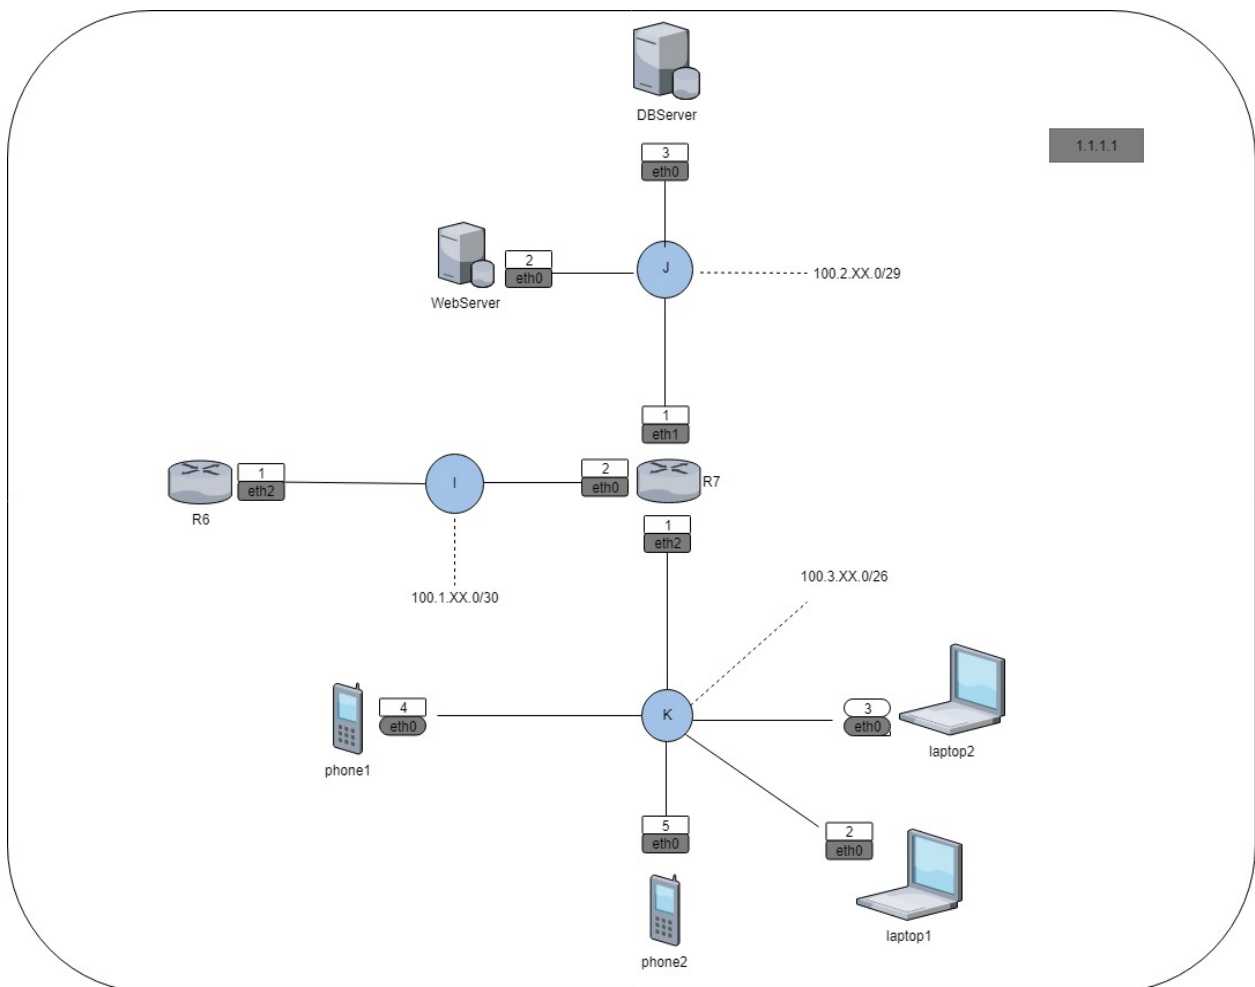 DBServer
1.1.1.1
3
eth0
2
eth0
WebServer
J
100.2.XX.0/29
1
eth1
R6
1
eth2
I
2
eth0
R7
1
eth2
100.1.XX.0/30
100.3.XX.0/26
phone1
4
eth0
K
3
eth0
laptop2
5
eth0
phone2
2
eth0
laptop1